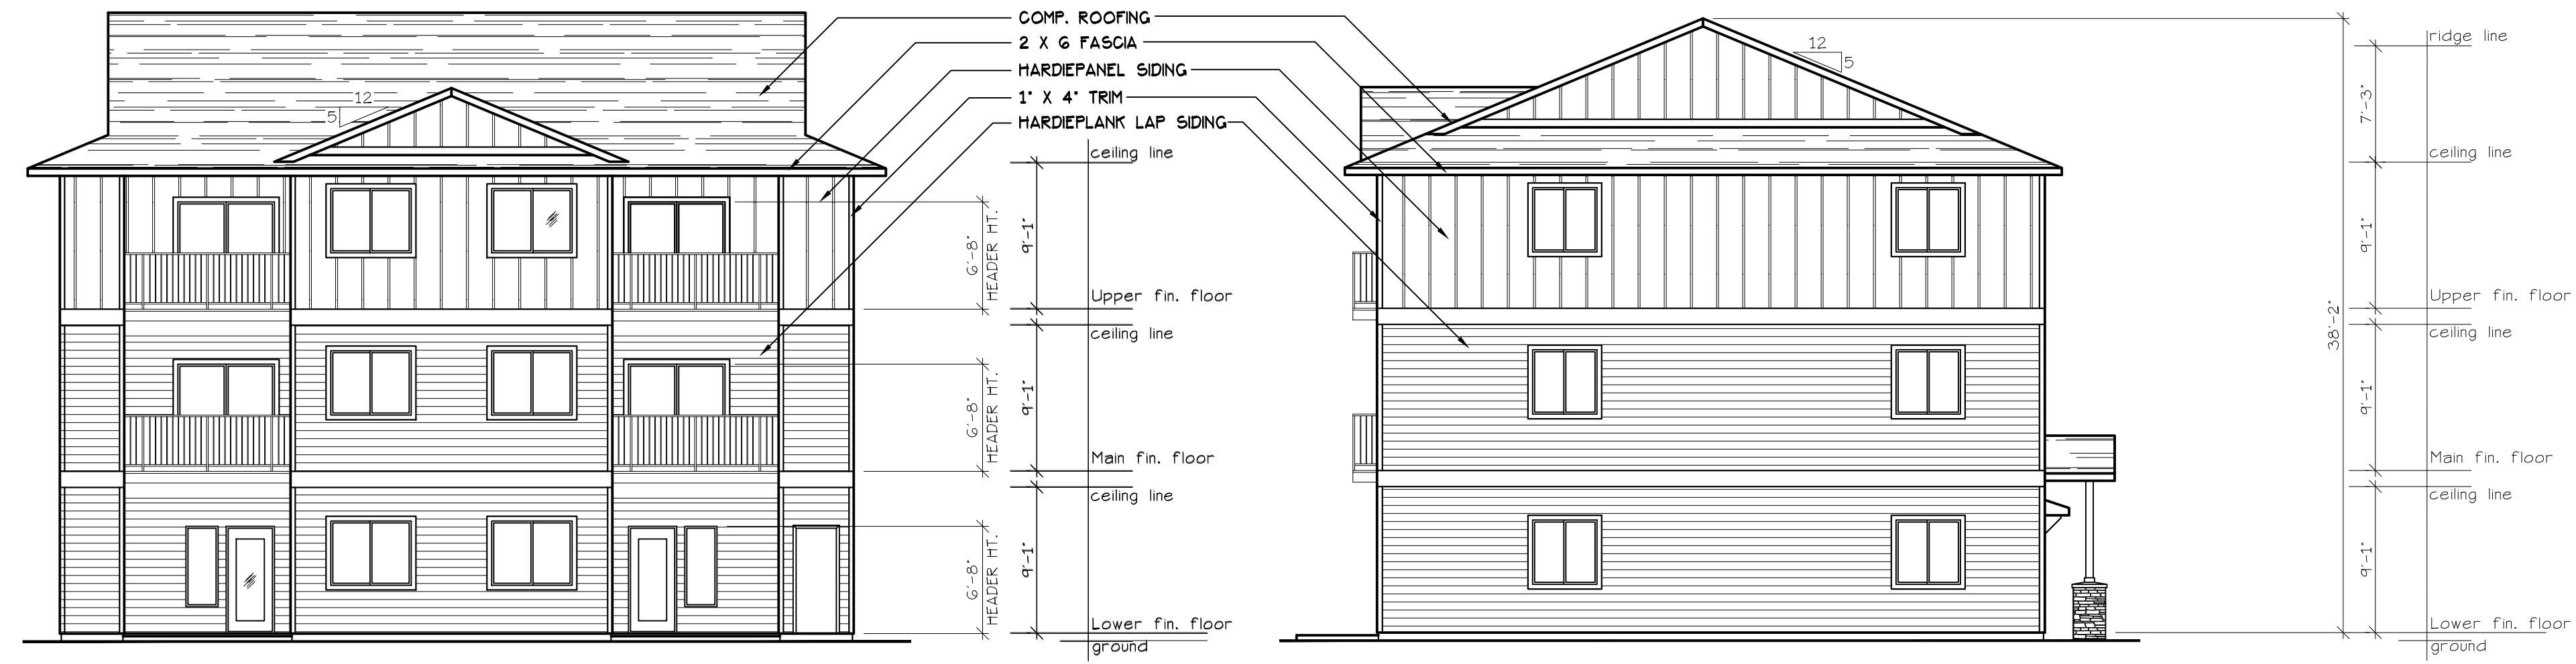 COMP. ROOFING
2 X 6 FASCIA
HARDIEPANEL SIDING
1" X 4" TRIM
HARDIEPLANK LAP SIDING
12
5
ceiling line
9'-1"
6'-8"
HEADER HT.
Upper fin. floor
ceiling line
9'-1"
6'-8"
HEADER HT.
Main fin. floor
ceiling line
9'-1"
6'-8"
HEADER HT.
Lower fin. floor
ground
12
5
38'-2"
ridge line
7'-3"
ceiling line
9'-1"
Upper fin. floor
ceiling line
9'-1"
Main fin. floor
ceiling line
9'-1"
Lower fin. floor
ground